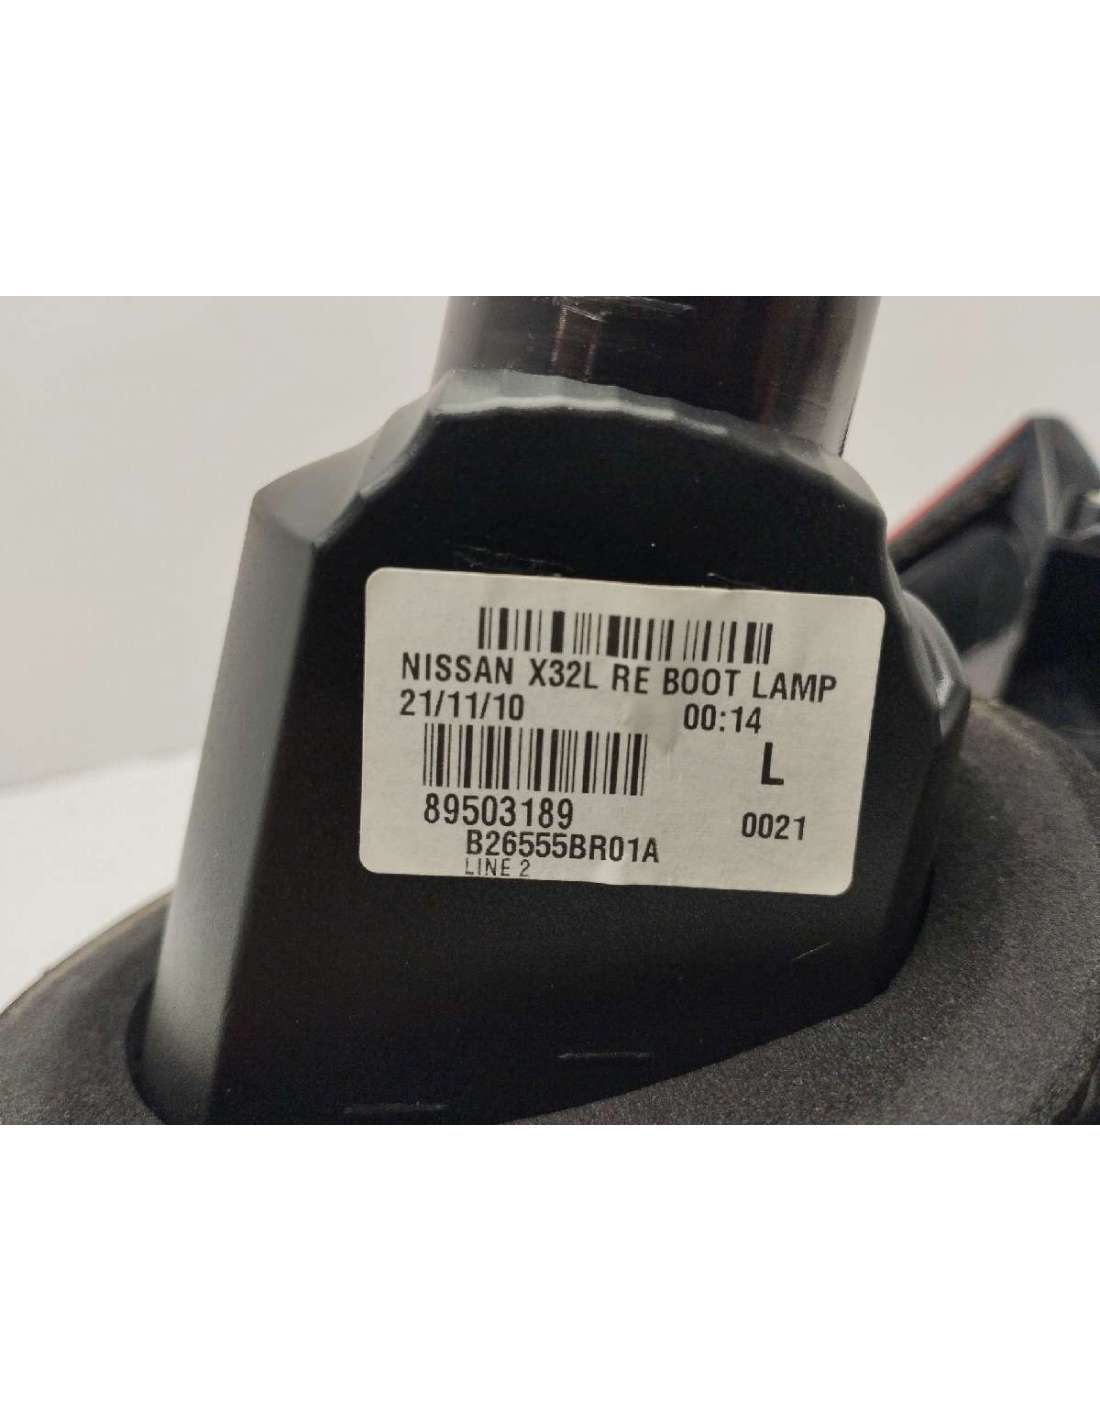 NISSAN X32L RE BOOT LAMP
21/11/10 00:14
L
89503189
0021
B26555BR01A
LINE 2